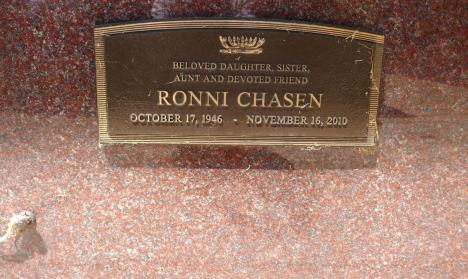 BELOVED DAUGHTER, SISTER,
AUNT AND DEVOTED FRIEND
RONNI CHASEN
OCTOBER 17, 1946 - NOVEMBER 16, 2010